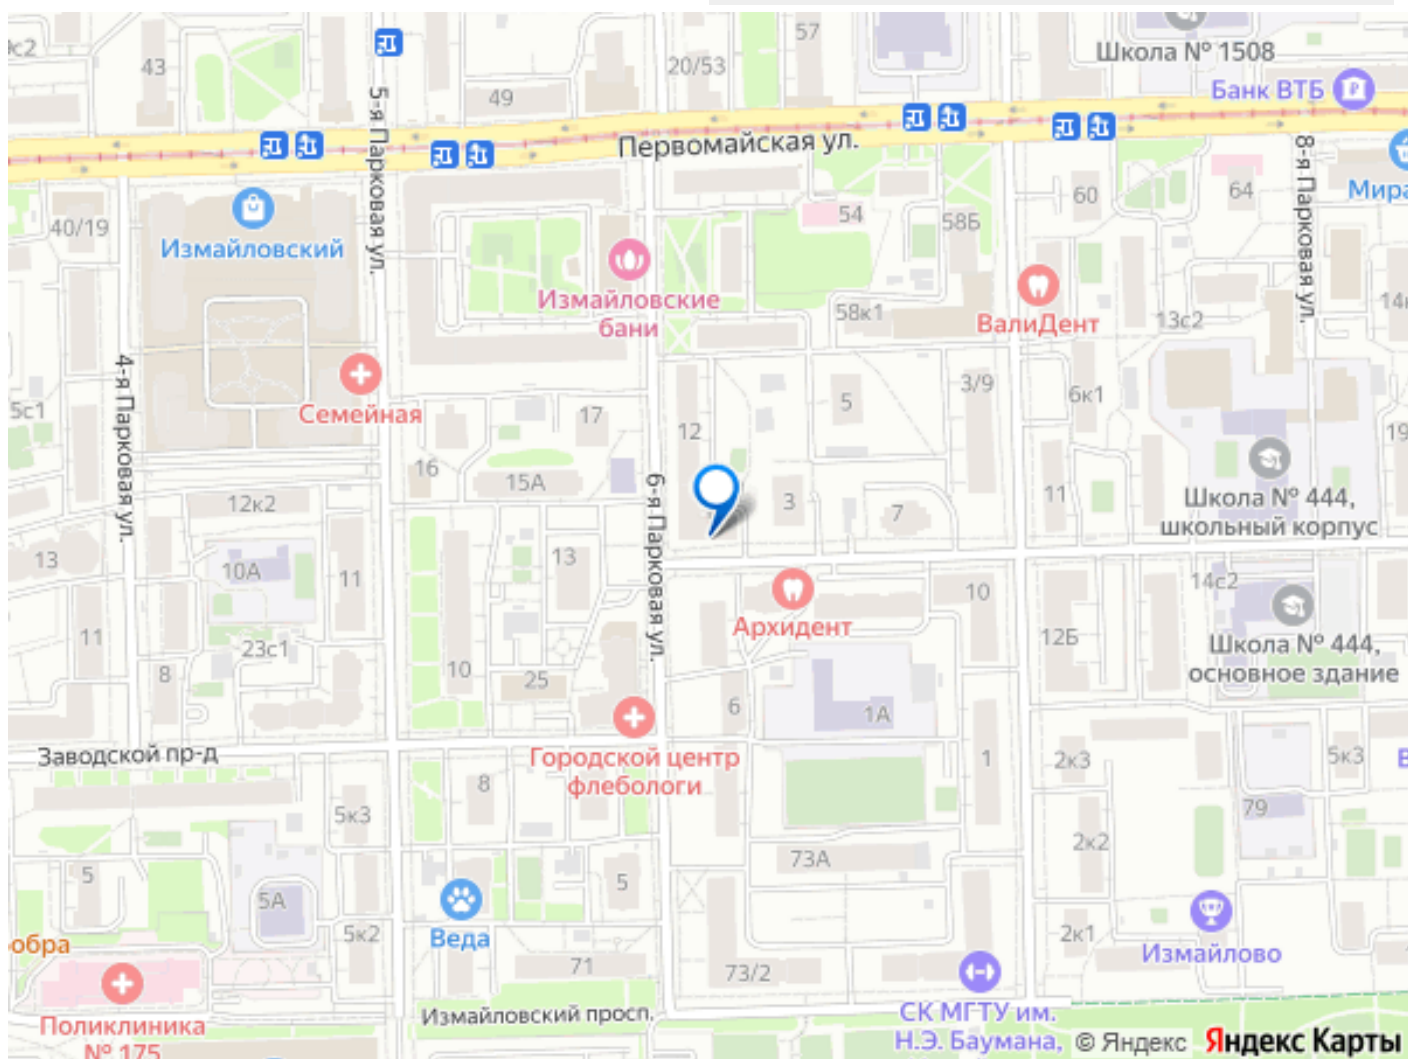 57
Школа № 1508
43
20/53
49
Банк ВТБ
5-я Парковая ул.
Первомайская ул.
8-я Парковая ул.
Мира
40/19
Измайловский
54
58Б
60
64
Измайловские
бани
58к1
ВалиДент
13с2
4-я Парковая ул.
5с1
Семейная
17
12
5
3/9
6к1
16
15А
6-я Парковая ул.
3
7
11
Школа № 444,
школьный корпус
12к2
13
10А
11
13
Архидент
10
14с2
12Б
Школа № 444,
основное здание
11
23с1
8
10
25
6
1А
Заводской пр-д
Городской центр
флебологи
1
2к3
5к3
8
5к3
79
2к2
73А
5
5А
5
Веда
5к2
обра
71
73/2
2к1
Измайлово
Поликлиника
№ 175
Измайловский просп.
СК МГТУ им.
Н.Э. Баумана,
© Яндекс
Яндекс Карты